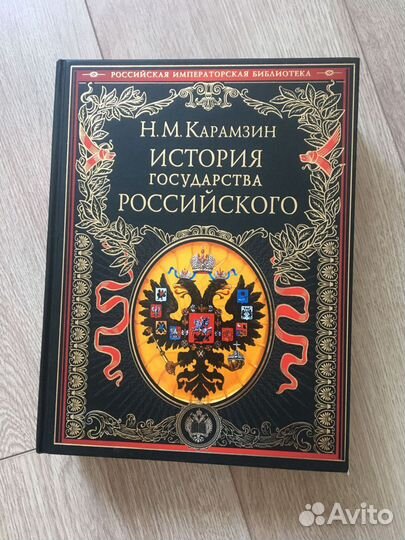 РОССИЙСКАЯ ИМПЕРАТОРСКАЯ БИБЛИОТЕКА
Н. М. КАРАМЗИН
ИСТОРИЯ
ГОСУДАРСТВА
РОССИЙСКОГО
Avito